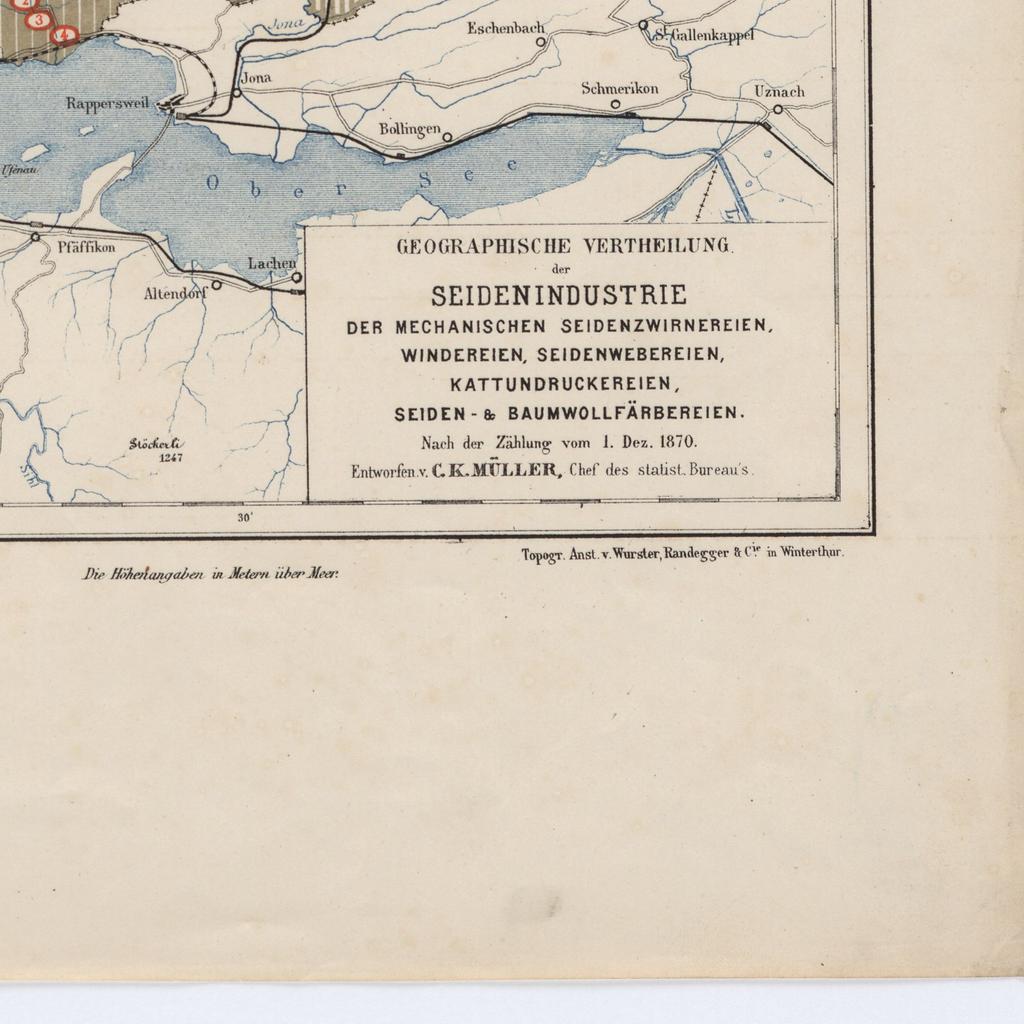 2
3
4
Jona
Eschenbach
St. Gallenkappel
Jona
Schmerikon
Uznach
Rappersweil
Bollingen
Ufenau
Ober See
Pfäffikon
Lachen
Altendorf
Stöcherli
1247
Sihl
GEOGRAPHISCHE VERTHEILUNG.
der
SEIDENINDUSTRIE
DER MECHANISCHEN SEIDENZWIRNEREIEN,
WINDEREIEN, SEIDENWEBEREIEN,
KATTUNDRUCKEREIEN,
SEIDEN- & BAUMWOLLFÄRBEREIEN.
Nach der Zählung vom 1. Dez. 1870.
Entworfen.v. C. K. MÜLLER, Chef des statist. Bureau's.
30'
Topogr. Anst. v. Wurster, Randegger & Cie. in Winterthur.
Die Höhenangaben in Metern über Meer.